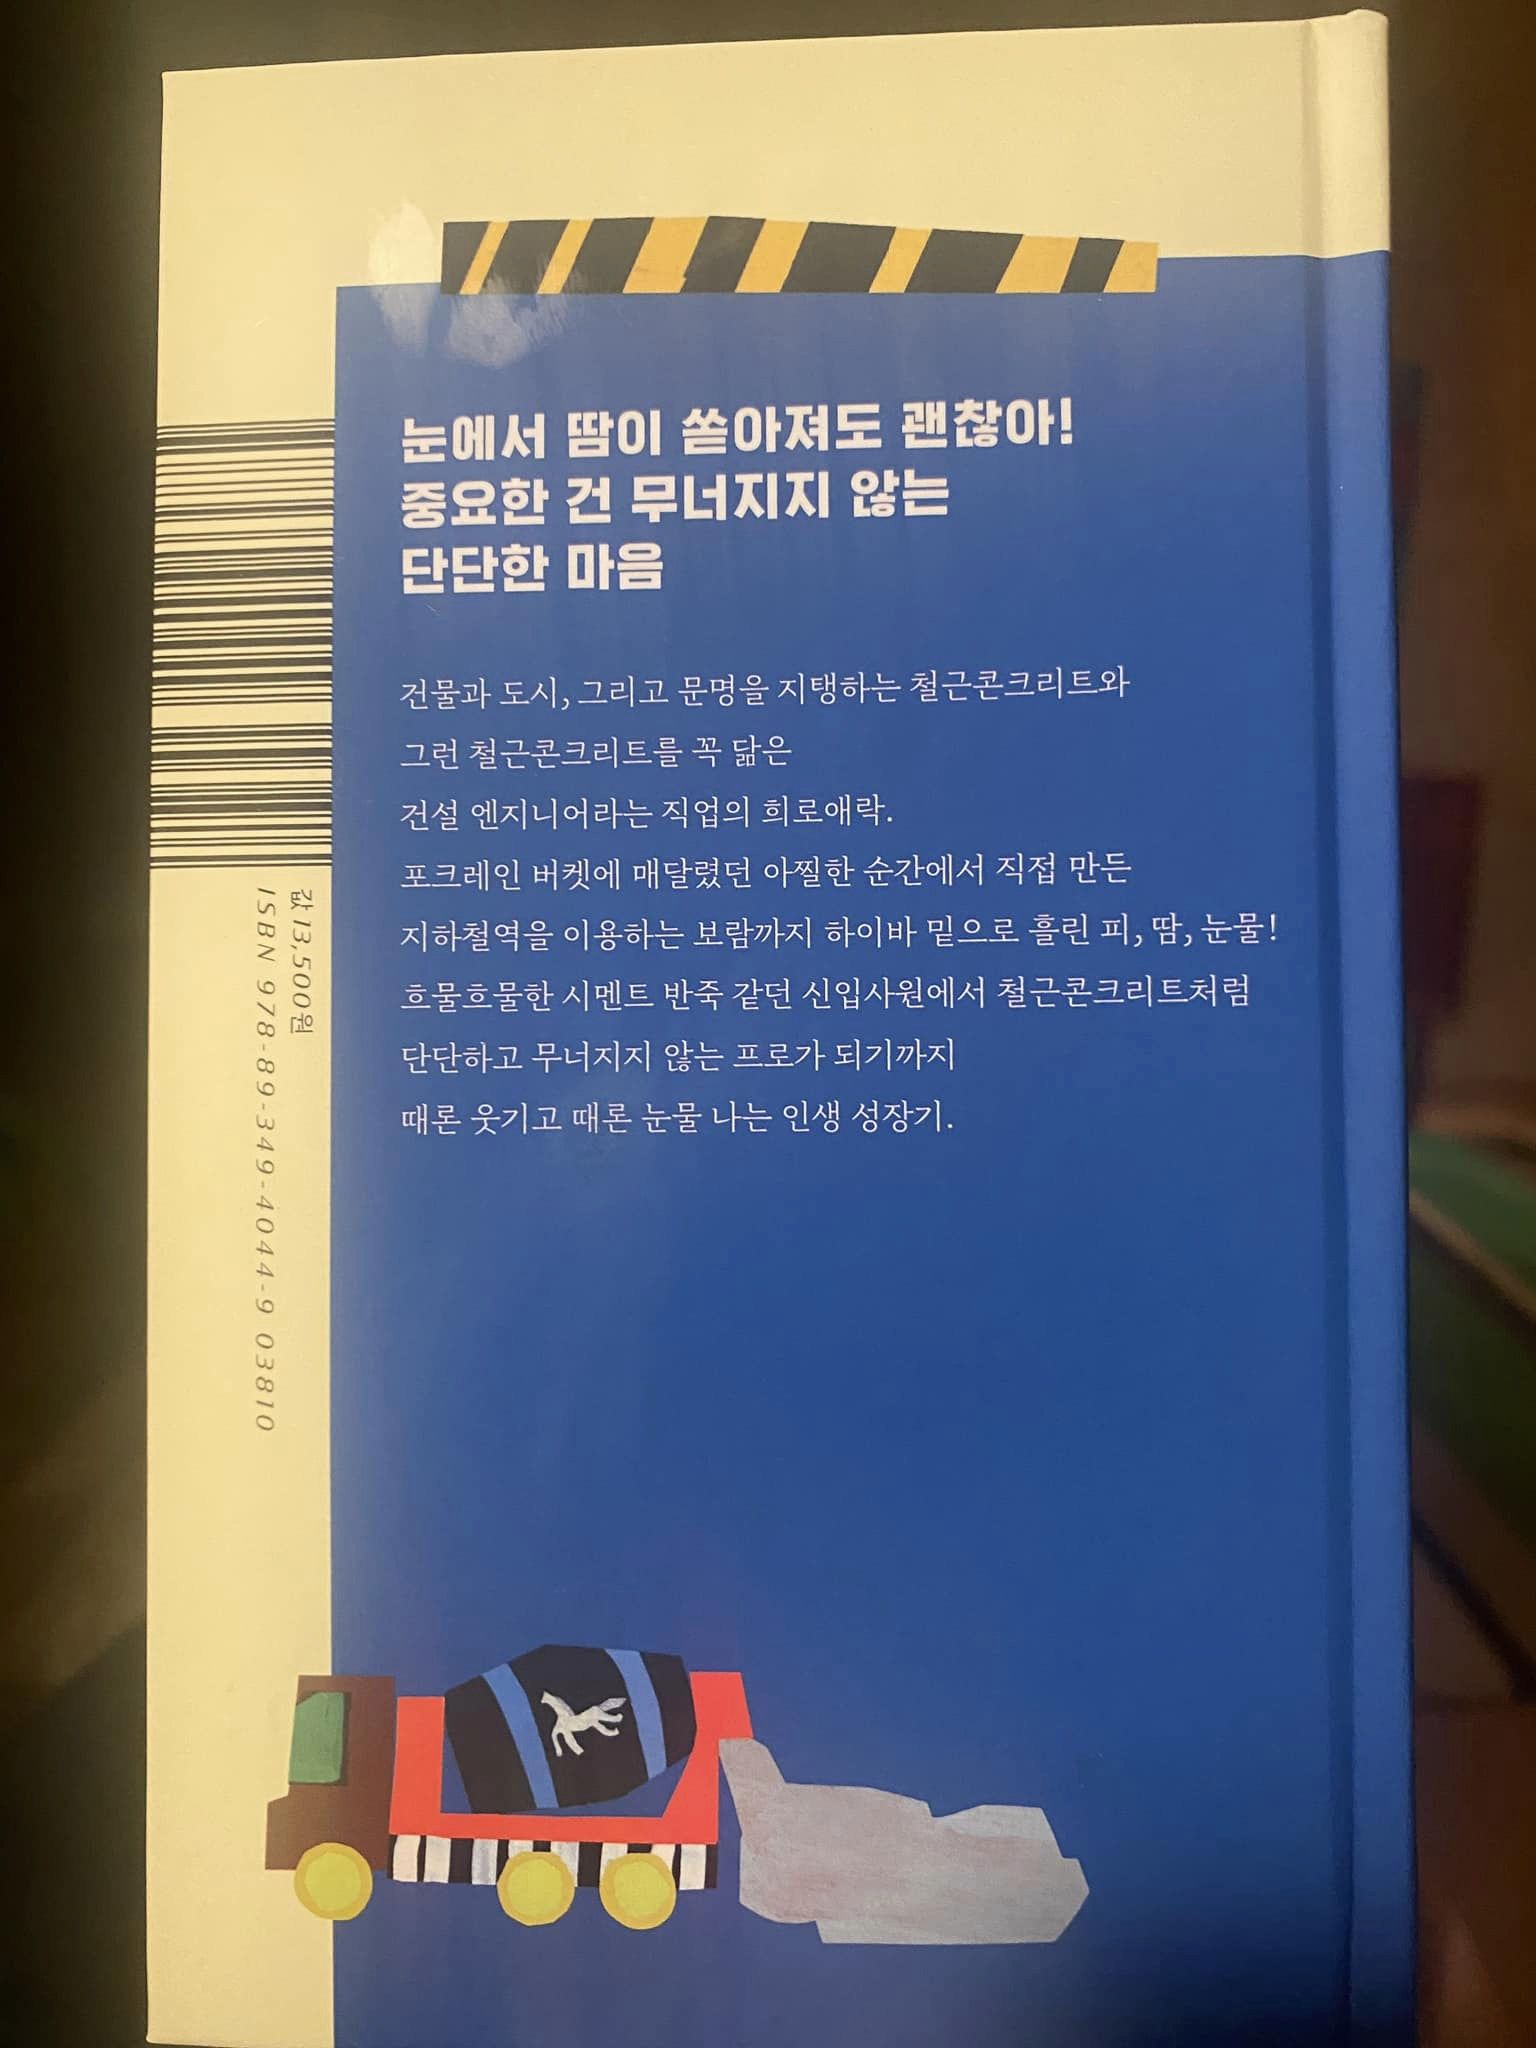 눈에서 땀이 쏟아져도 괜찮아!
중요한 건 무너지지 않는
단단한 마음
건물과 도시, 그리고 문명을 지탱하는 철근콘크리트와
그런 철근콘크리트를 꼭 닮은
건설 엔지니어라는 직업의 희로애락.
포크레인 버켓에 매달렸던 아찔한 순간에서 직접 만든
지하철역을 이용하는 보람까지 하이바 밑으로 흘린 피, 땀, 눈물!
흐물흐물한 시멘트 반죽 같던 신입사원에서 철근콘크리트처럼
단단하고 무너지지 않는 프로가 되기까지
때론 웃기고 때론 눈물 나는 인생 성장기.
값 13,500원
ISBN 978-89-349-4044-9 03810